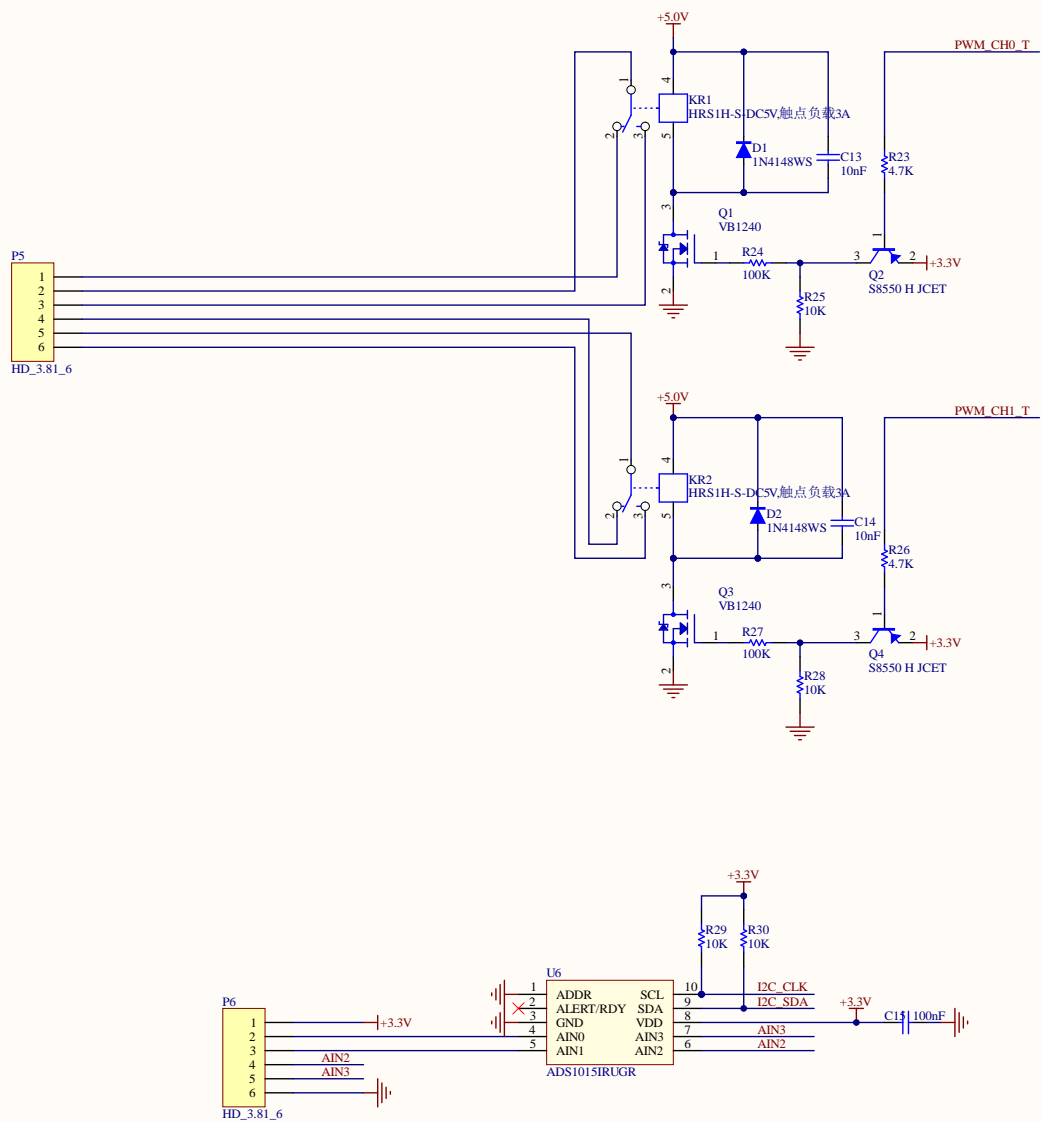 +5.0V
PWM_CH0_T
1
4
KR1
HRS1H-S-DC5V,触点负载3A
2
3
5
D1
1N4148WS
C13
10nF
R23
4.7K
3
Q1
VB1240
1
R24
100K
3
1
2
+3.3V
Q2
S8550 H JCET
2
R25
10K
P5
1
2
3
4
5
6
HD_3.81_6
+5.0V
PWM_CH1_T
1
4
KR2
HRS1H-S-DC5V,触点负载3A
2
3
5
D2
1N4148WS
C14
10nF
R26
4.7K
3
Q3
VB1240
1
R27
100K
3
1
2
+3.3V
Q4
S8550 H JCET
2
R28
10K
+3.3V
R29
10K
R30
10K
U6
1 ADDR SCL 10 I2C_CLK
2 ALERT/RDY SDA 9 I2C_SDA
3 GND VDD 8 +3.3V
4 AIN0 AIN3 7 AIN3
5 AIN1 AIN2 6 AIN2
ADS1015IRUGR
C15 100nF
P6
1 +3.3V
2
3
4 AIN2
5 AIN3
6
HD_3.81_6